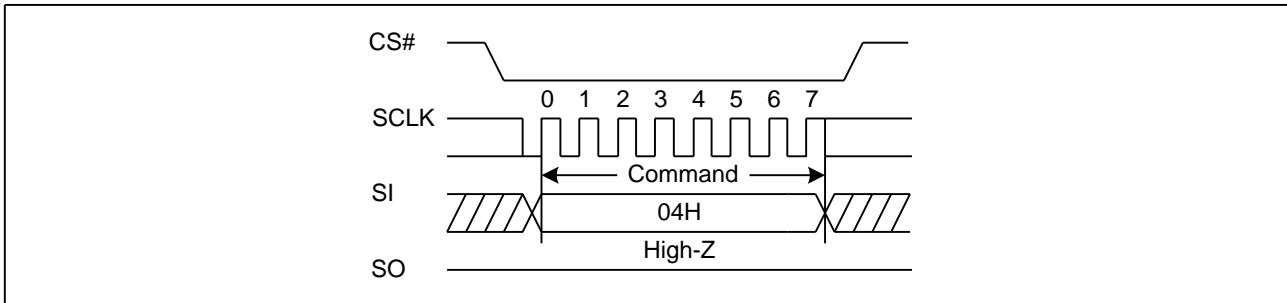 CS#
0 1 2 3 4 5 6 7
SCLK
Command
SI
04H
High-Z
SO